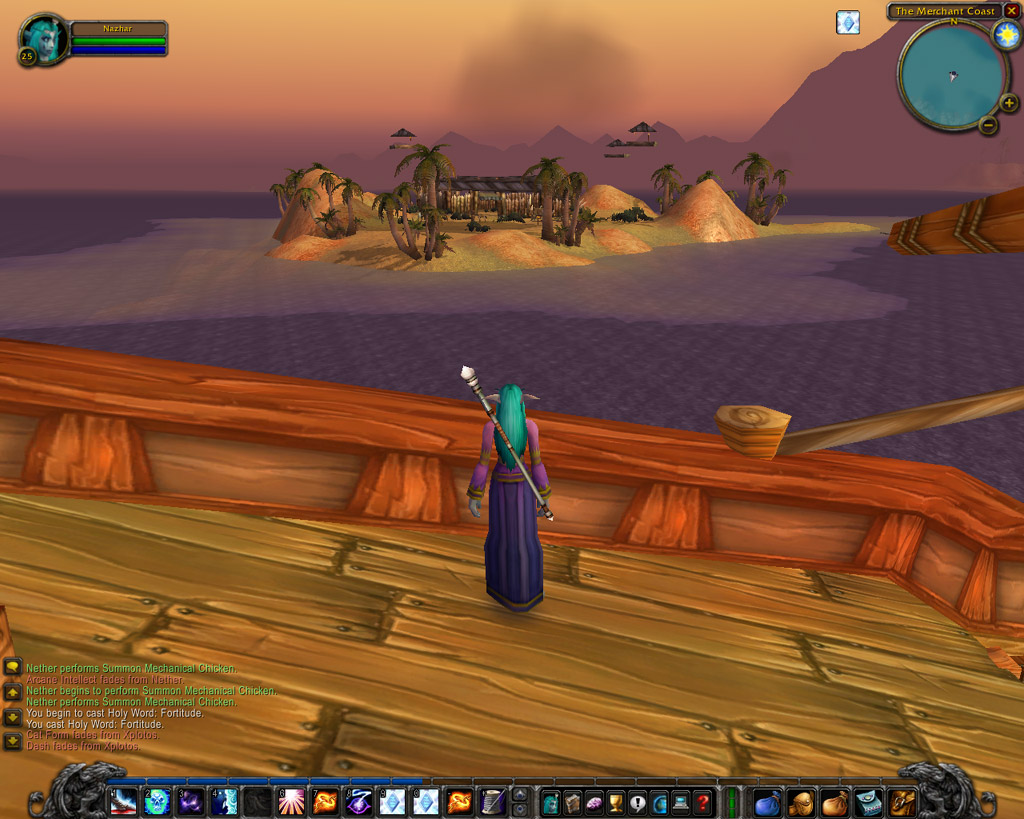 Nazhar
25
The Merchant Coast
N
Nether performs Summon Mechanical Chicken.
Arcane Intellect fades from Nether.
Nether begins to perform Summon Mechanical Chicken.
Nether performs Summon Mechanical Chicken.
You begin to cast Holy Word: Fortitude.
You cast Holy Word: Fortitude.
Cat Form fades from Xplotos.
Dash fades from Xplotos.